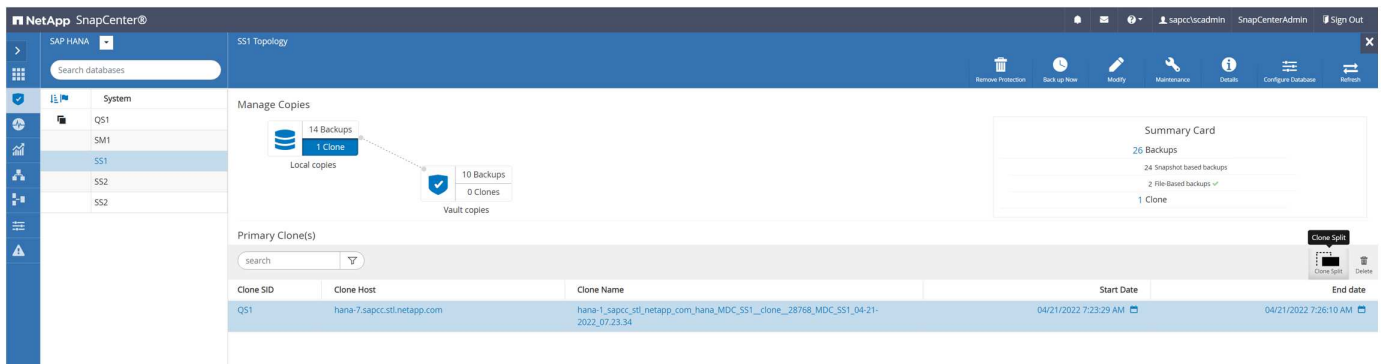 NetApp SnapCenter®
sapcc\scadmin SnapCenterAdmin Sign Out
SAP HANA
SS1 Topology
Search databases
Remove Protection Back up Now Modify Maintenance Details Configure Database Refresh
System
QS1
SM1
SS1
SS2
SS2
Manage Copies
14 Backups
1 Clone
Local copies
10 Backups
0 Clones
Vault copies
Summary Card
26 Backups
24 Snapshot based backups
2 File-Based backups ✓
1 Clone
Primary Clone(s)
Clone Split
search
Clone Split Delete
Clone SID Clone Host Clone Name Start Date End date
QS1 hana-7.sapcc.stl.netapp.com hana-1_sapcc_stl_netapp_com_hana_MDC_SS1__clone__28768_MDC_SS1_04-21- 04/21/2022 7:23:29 AM 04/21/2022 7:26:10 AM
2022_07.23.34